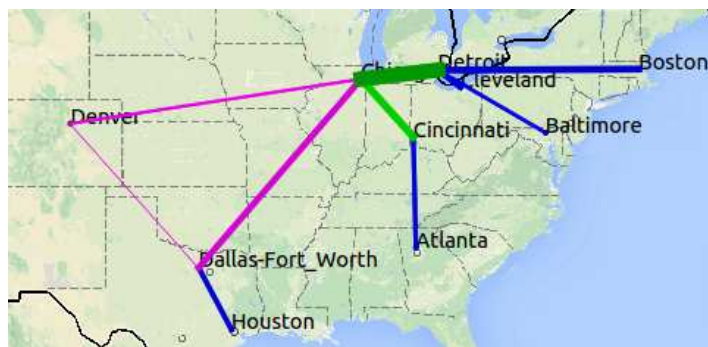 Detroit
Boston
Cleveland
Denver
Cincinnati
Baltimore
Atlanta
Dallas-Fort_Worth
Houston